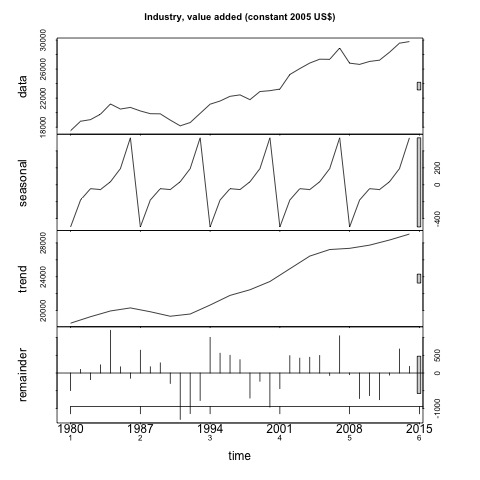 Industry, value added (constant 2005 US$)
data
18000 22000 26000 30000
seasonal
-400 0 200
trend
20000 24000 28000
remainder
-1000 0 500
1980 1987 1994 2001 2008 2015
1 2 3 4 5 6
time